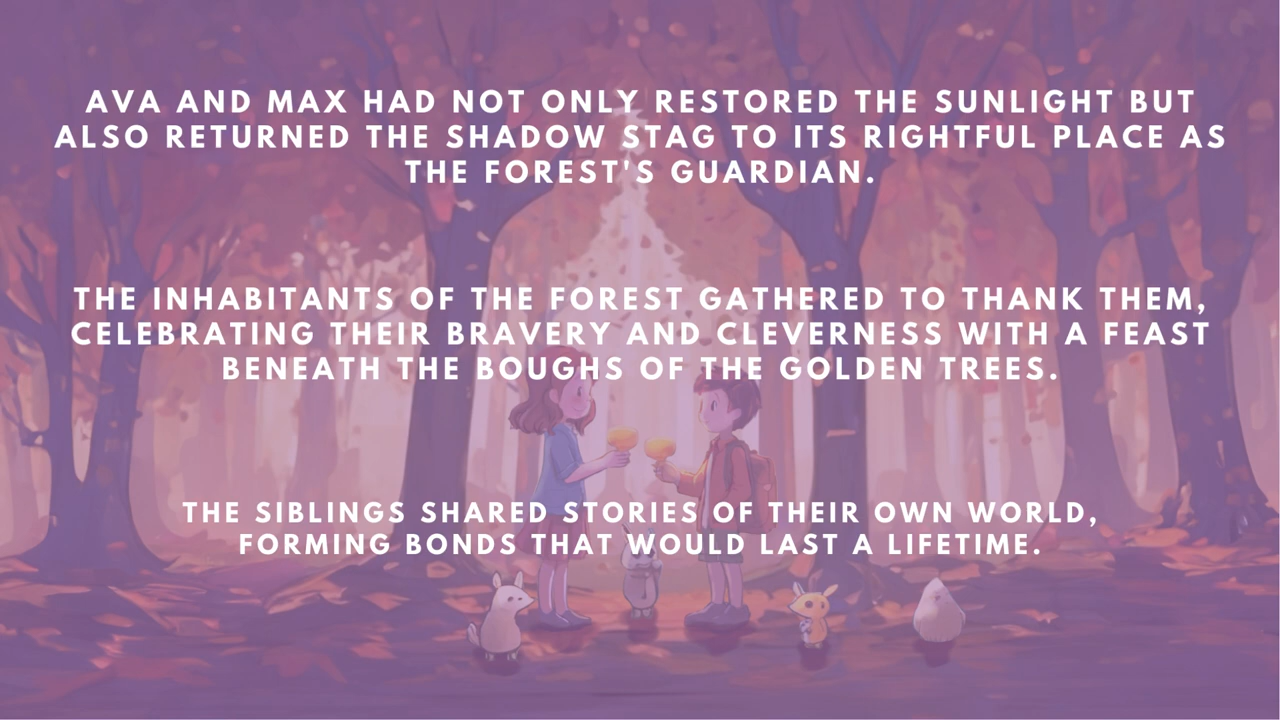 AVA AND MAX HAD NOT ONLY RESTORED THE SUNLIGHT BUT
ALSO RETURNED THE SHADOW STAG TO ITS RIGHTFUL PLACE AS
THE FOREST'S GUARDIAN.
THE INHABITANTS OF THE FOREST GATHERED TO THANK THEM,
CELEBRATING THEIR BRAVERY AND CLEVERNESS WITH A FEAST
BENEATH THE BOUGHS OF THE GOLDEN TREES.
THE SIBLINGS SHARED STORIES OF THEIR OWN WORLD,
FORMING BONDS THAT WOULD LAST A LIFETIME.